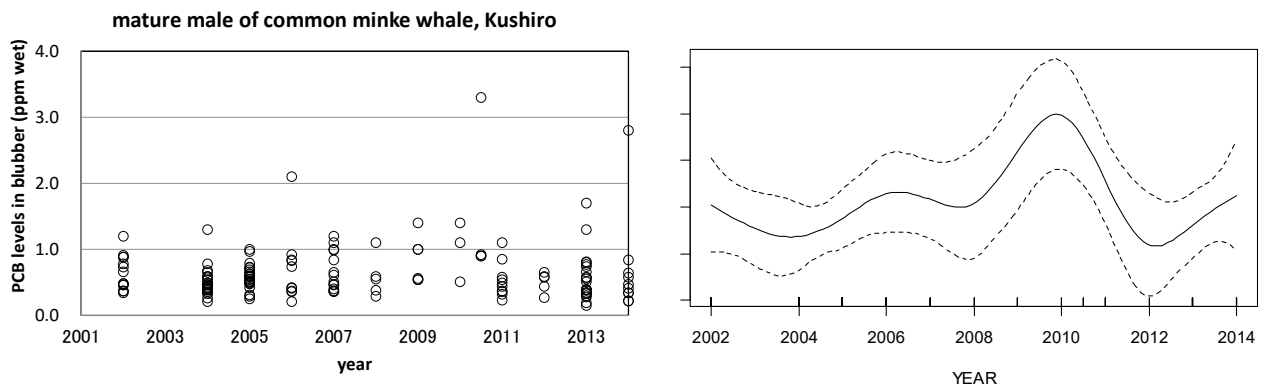 mature male of common minke whale, Kushiro
PCB levels in blubber (ppm wet)
4.0
3.0
2.0
1.0
0.0
2001 2003 2005 2007 2009 2011 2013
year
2002 2004 2006 2008 2010 2012 2014
YEAR